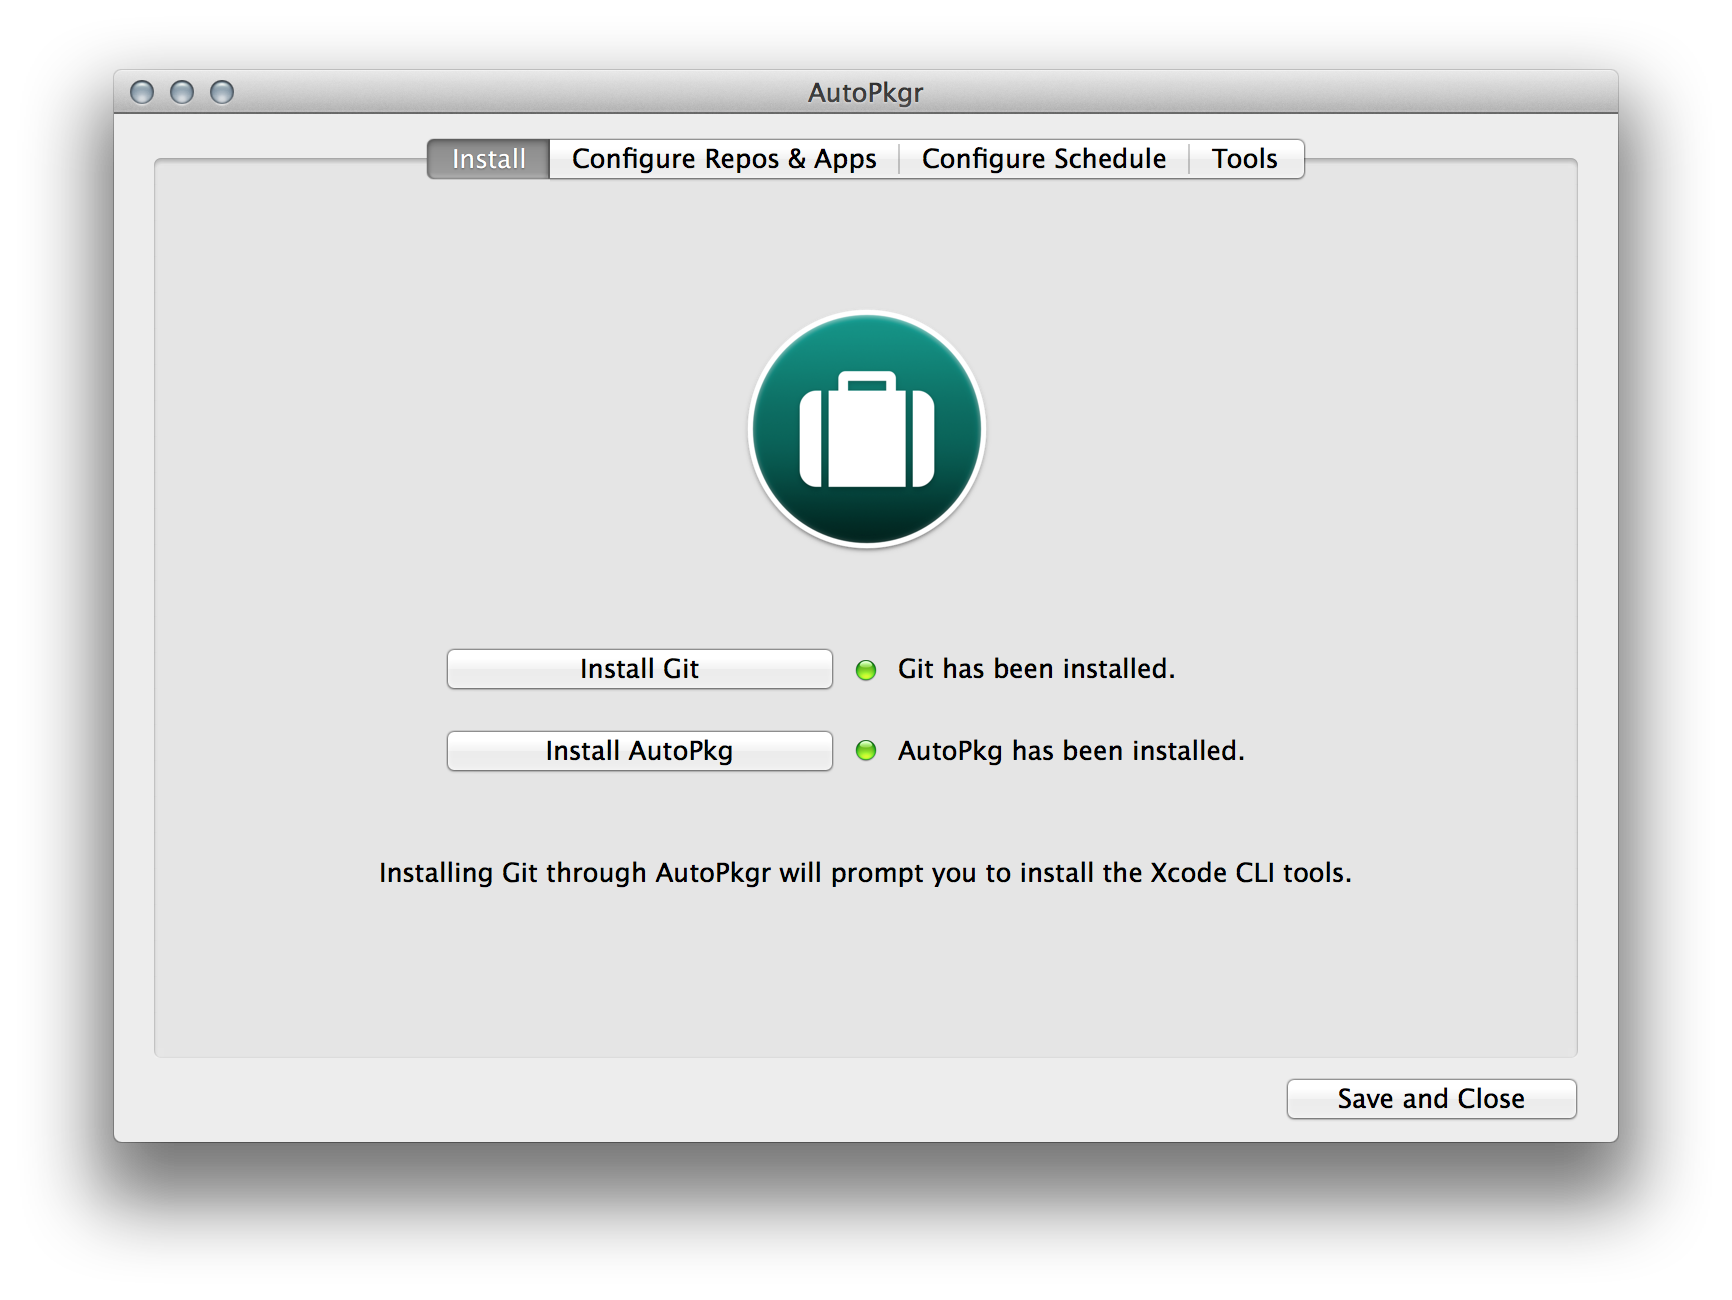 AutoPkgr
Install Configure Repos & Apps Configure Schedule Tools
Install Git Git has been installed.
Install AutoPkg AutoPkg has been installed.
Installing Git through AutoPkgr will prompt you to install the Xcode CLI tools.
Save and Close